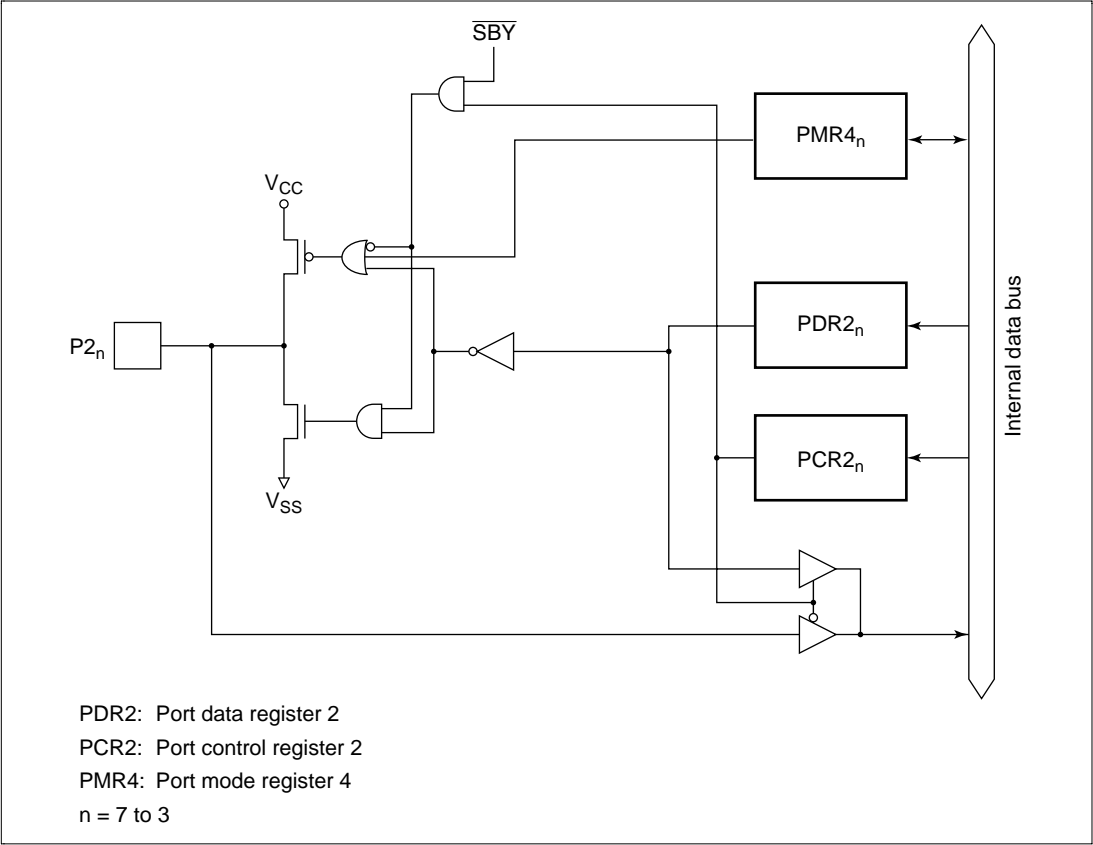 SBY
PMR4n
VCC
PDR2n
P2n
Internal data bus
PCR2n
VSS
PDR2: Port data register 2
PCR2: Port control register 2
PMR4: Port mode register 4
n = 7 to 3